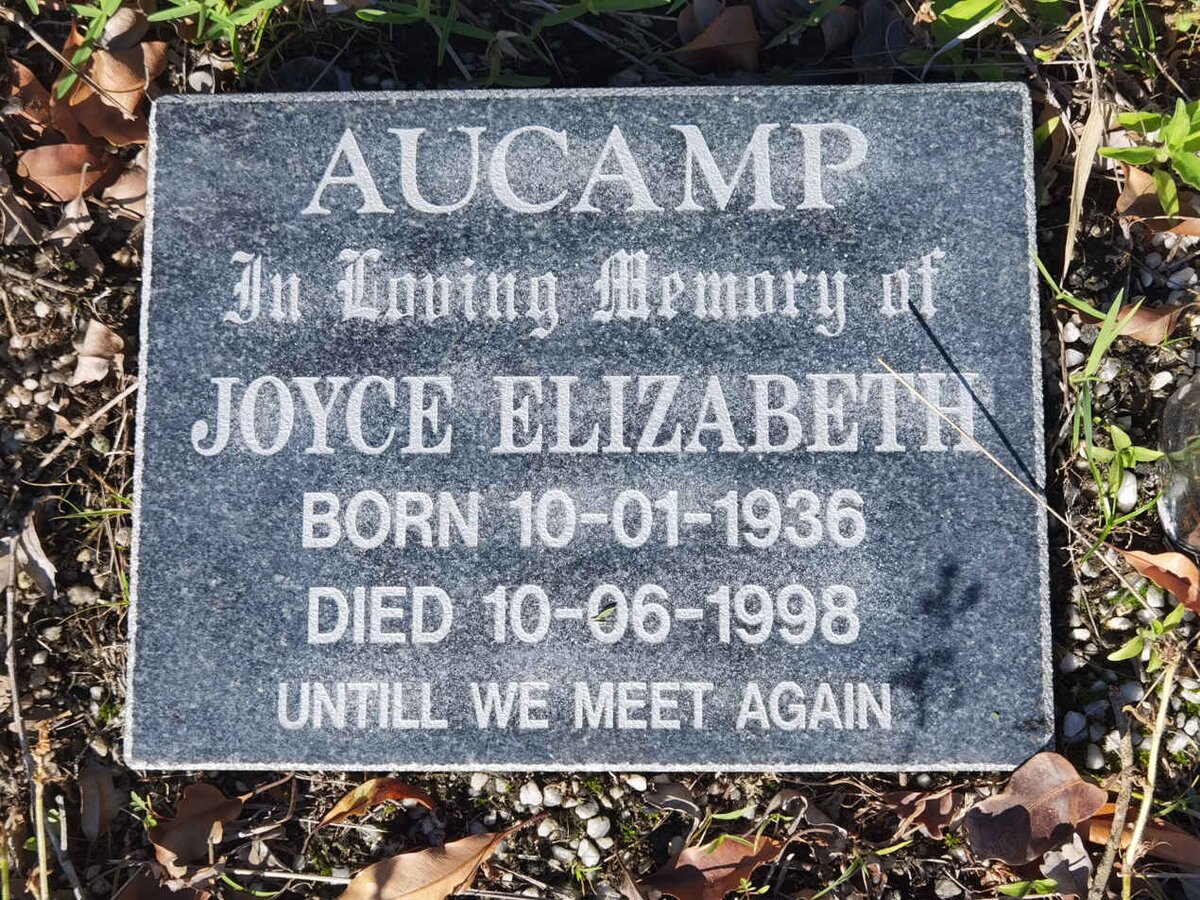 AUCAMP
In Loving Memory of
JOYCE ELIZABETH
BORN 10-01-1936
DIED 10-06-1998
UNTILL WE MEET AGAIN